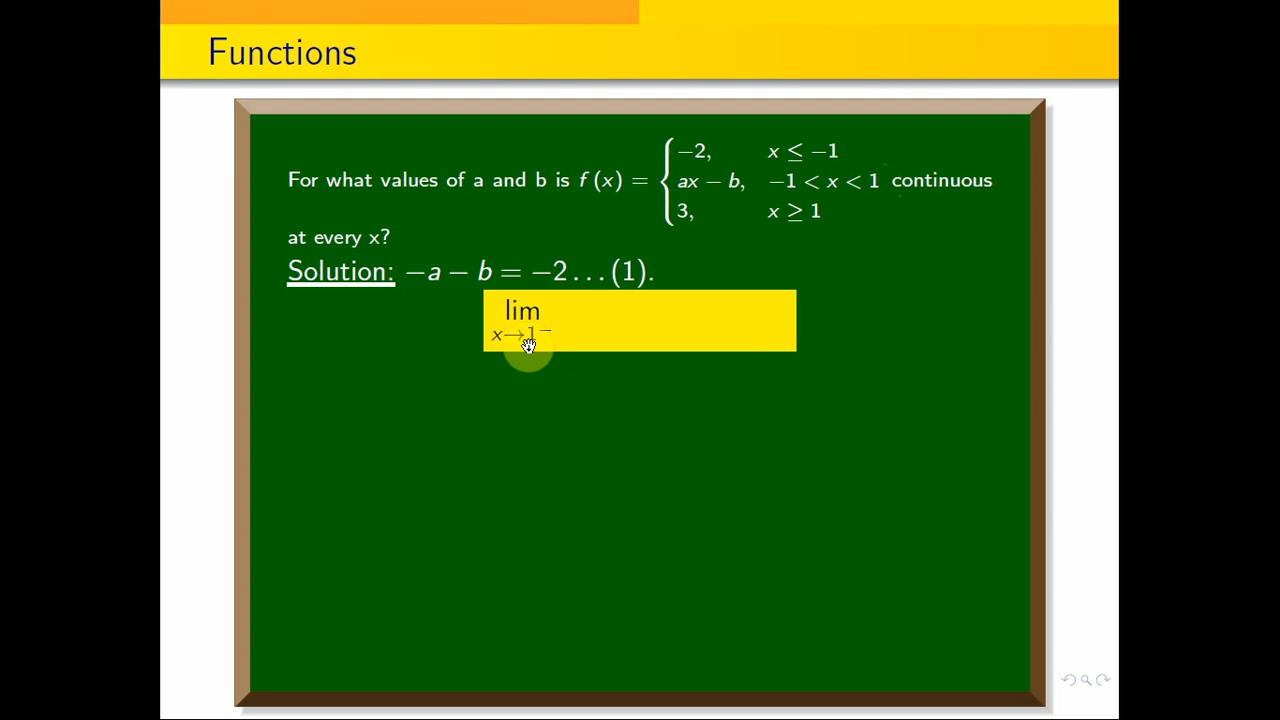 Functions
For what values of a and b is f (x) = { −2, x ≤ −1
ax − b, −1 < x < 1 continuous
3, x ≥ 1
at every x?
Solution: −a − b = −2 . . . (1).
lim
x→1⁻